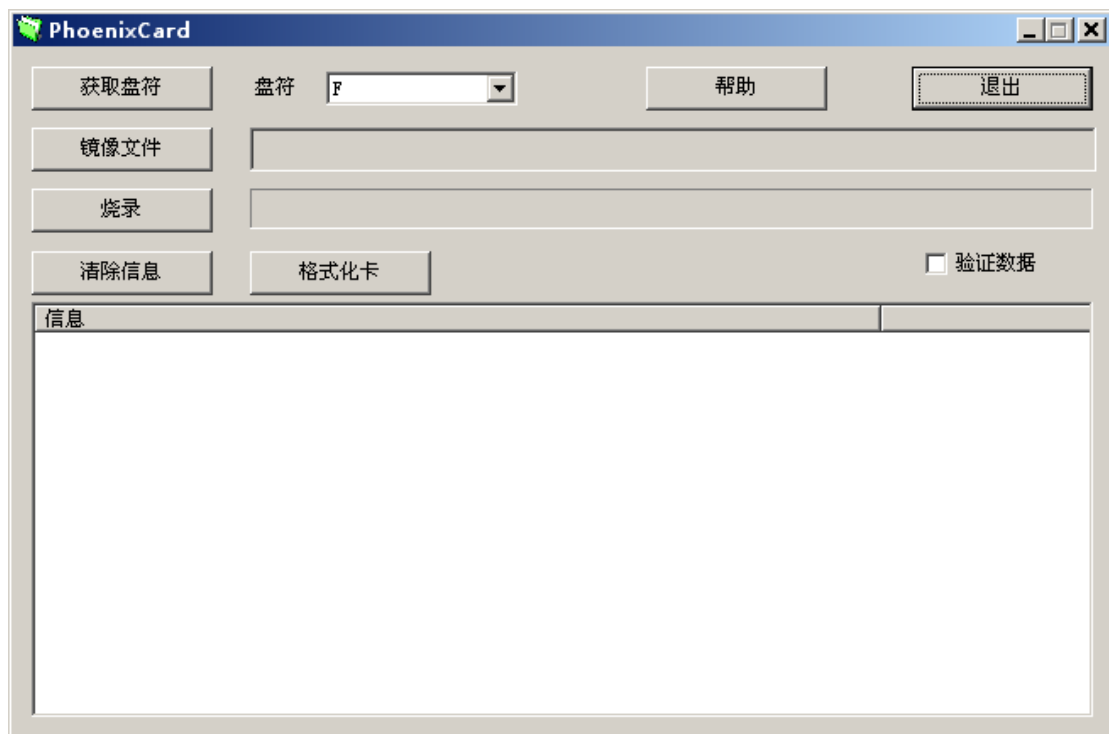 PhoenixCard
获取盘符 盘符 F 帮助 退出
镜像文件
烧录
清除信息 格式化卡 验证数据
信息